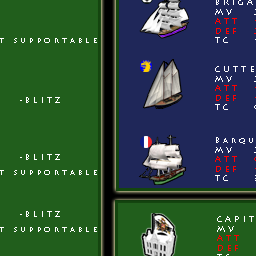 T SUPPORTABLE
-BLITZ
-BLITZ
T SUPPORTABLE
-BLITZ
T SUPPORTABLE
BRIGA
MV
ATT
DEF
TC
CUTTE
MV
ATT
DEF
TC
BARQU
MV
ATT
DEF
TC
CAPIT
MV
ATT
DEF
TC